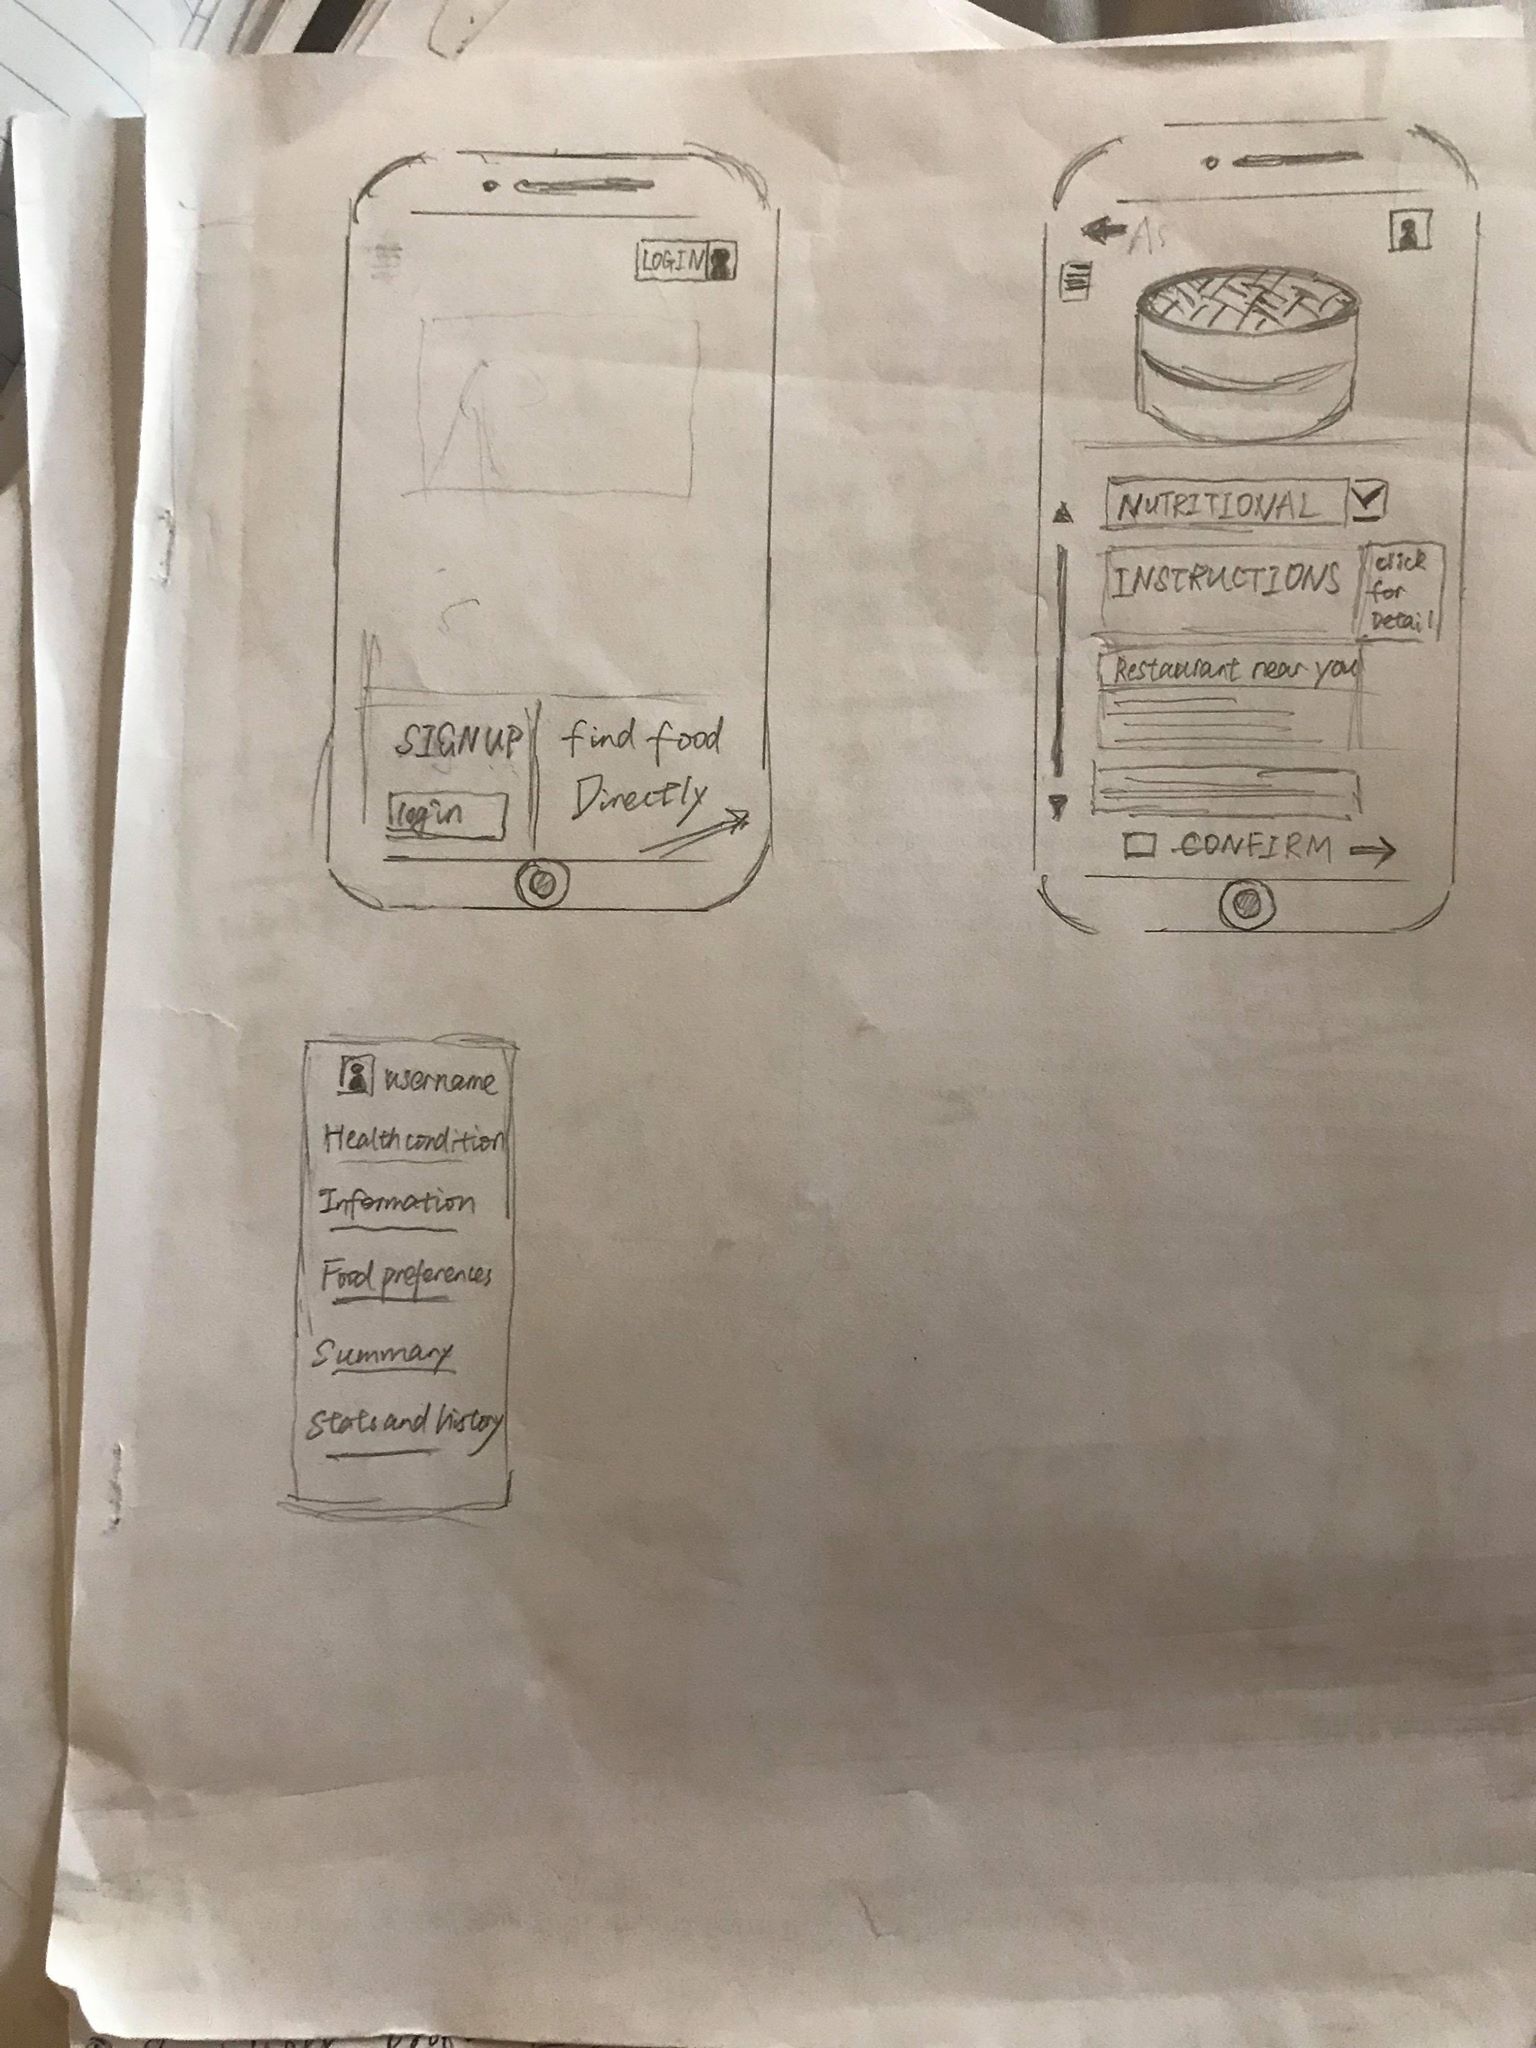 LOGIN
SIGNUP
login
find food
Directly
As
NUTRITIONAL
INSTRUCTIONS
click
for
Detail
Restaurant near you
CONFIRM
username
Health condition
Information
Food preferences
Summary
Stats and history